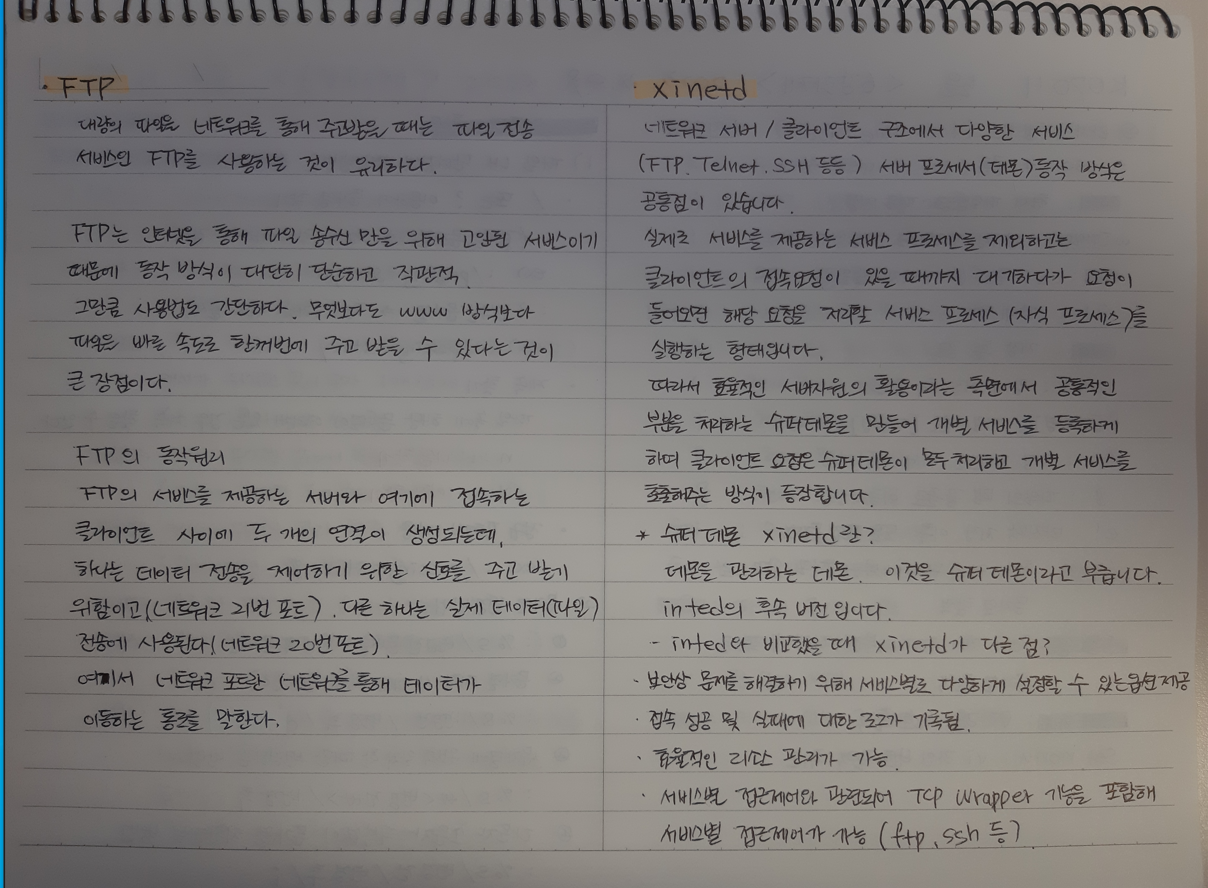 · FTP
대량의 파일을 네트워크를 통해 주고받을 때는 파일 전송
서비스인 FTP를 사용하는 것이 유리하다.
FTP는 인터넷을 통해 파일 송수신 만을 위해 고안된 서비스이기
때문에 동작 방식이 대단히 단순하고 직관적.
그만큼 사용법도 간단하다. 무엇보다도 www 방식보다
파일을 빠른 속도로 한꺼번에 주고 받을 수 있다는 것이
큰 장점이다.
FTP의 동작원리
FTP의 서비스를 제공하는 서버와 여기에 접속하는
클라이언트 사이에 두 개의 연결이 생성되는데,
하나는 데이터 전송을 제어하기 위한 신호를 주고 받기
위함이고(네트워크 21번 포트). 다른 하나는 실제 데이터(파일)
전송에 사용된다!(네트워크 20번 포트).
여기서 네트워크 포트란 네트워크를 통해 데이터가
이동하는 통로를 말한다.
· xinetd
네트워크 서버 / 클라이언트 구조에서 다양한 서비스
(FTP. Telnet. SSH 등등) 서버 프로세서(데몬)동작 방식은
공통점이 있습니다.
실제로 서비스를 제공하는 서비스 프로세스를 제외하고는
클라이언트의 접속요청이 있을 때까지 대기하다가 요청이
들어오면 해당 요청을 처리할 서비스 프로세스 (자식 프로세스)를
실행하는 형태입니다.
따라서 효율적인 서버자원의 활용이라는 측면에서 공통적인
부분을 처리하는 슈퍼데몬을 만들어 개별 서비스를 등록하게
하며 클라이언트 요청은 슈퍼데몬이 모두 처리하고 개별 서비스를
호출해주는 방식이 등장합니다.
* 슈퍼 데몬 xinetd란?
데몬을 관리하는 데몬. 이것을 슈퍼 데몬이라고 부릅니다.
inted의 후속 버전 입니다.
- inted와 비교했을 때 xinetd가 다른 점?
· 보안상 문제를 해결하기 위해 서비스별로 다양하게 설정할 수 있는옵션제공
· 접속 성공 및 실패에 대한 로그가 기록됨.
· 효율적인 리소스 관리가 가능.
· 서비스별 접근제어와 관련되어 TCP Wrapper 기능을 포함해
서비스별 접근제어가 가능 (ftp, ssh 등)